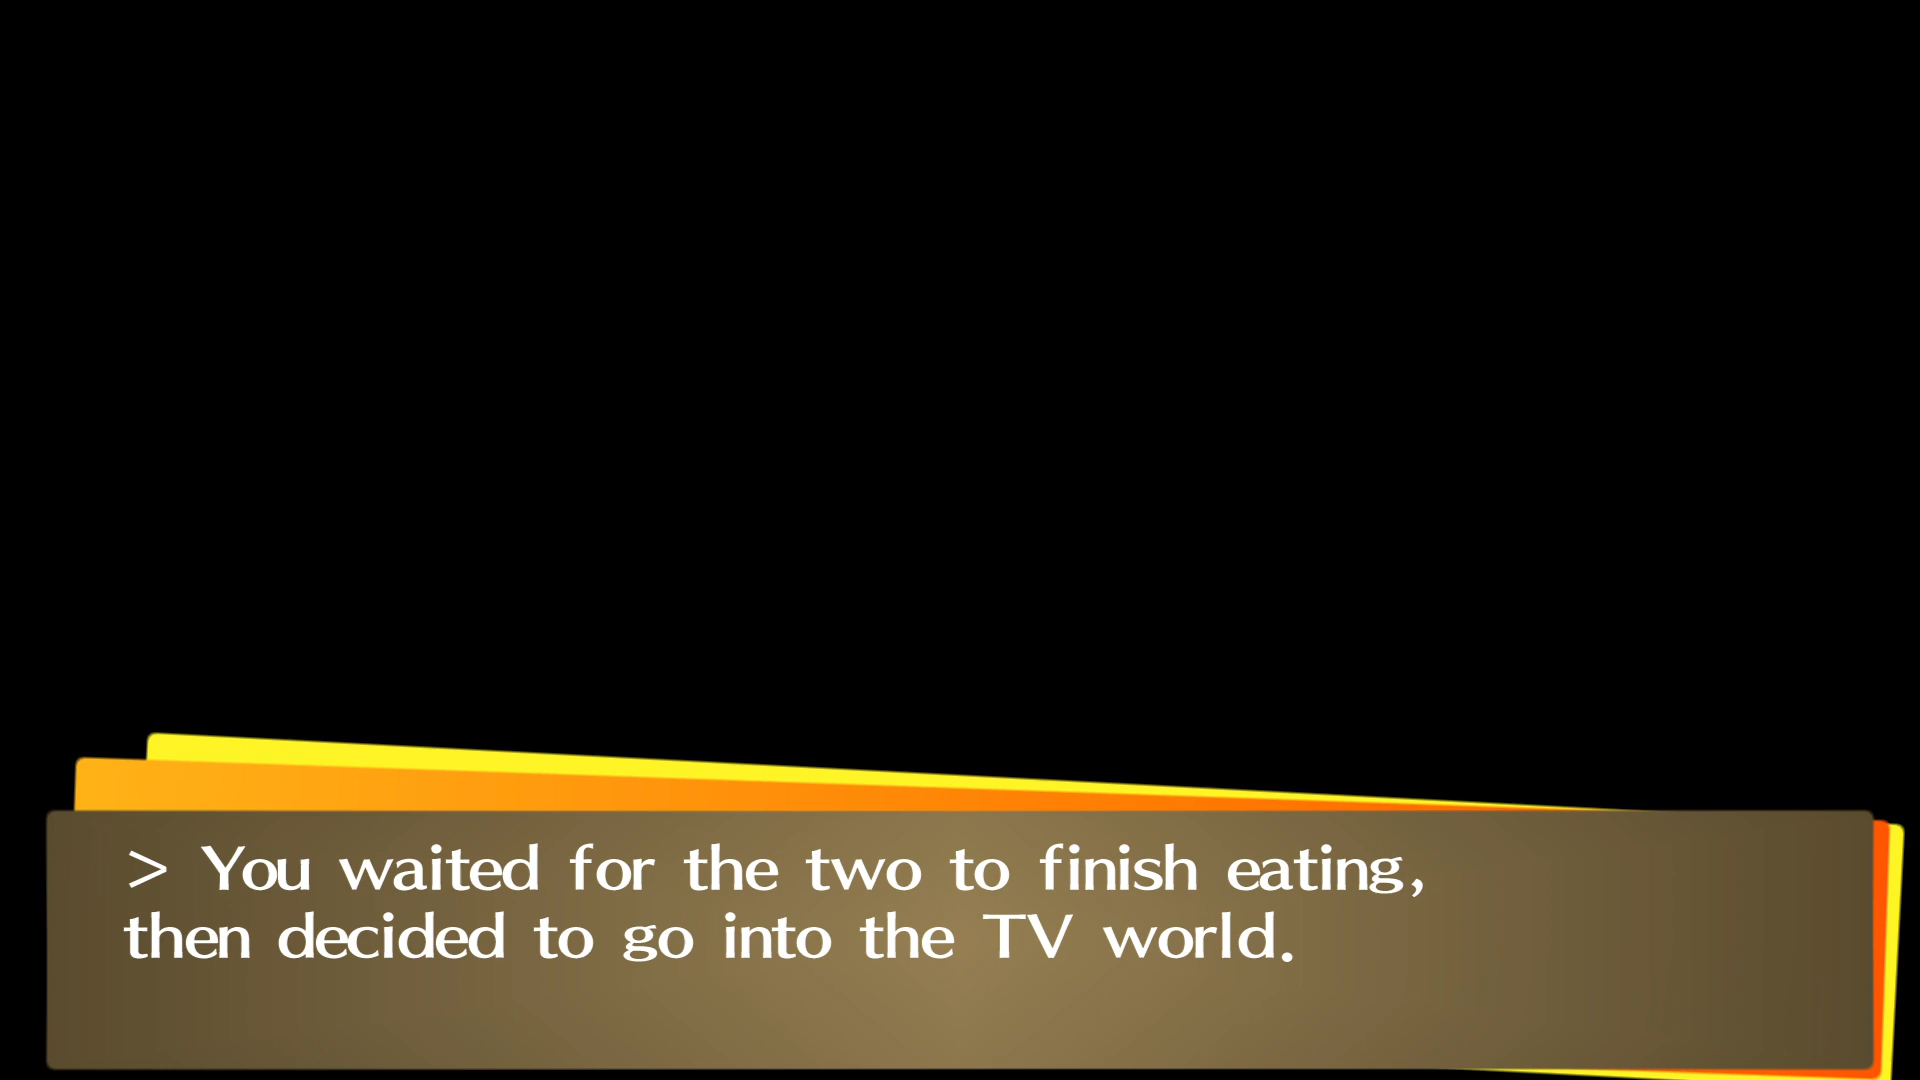 > You waited for the two to finish eating,
then decided to go into the TV world.